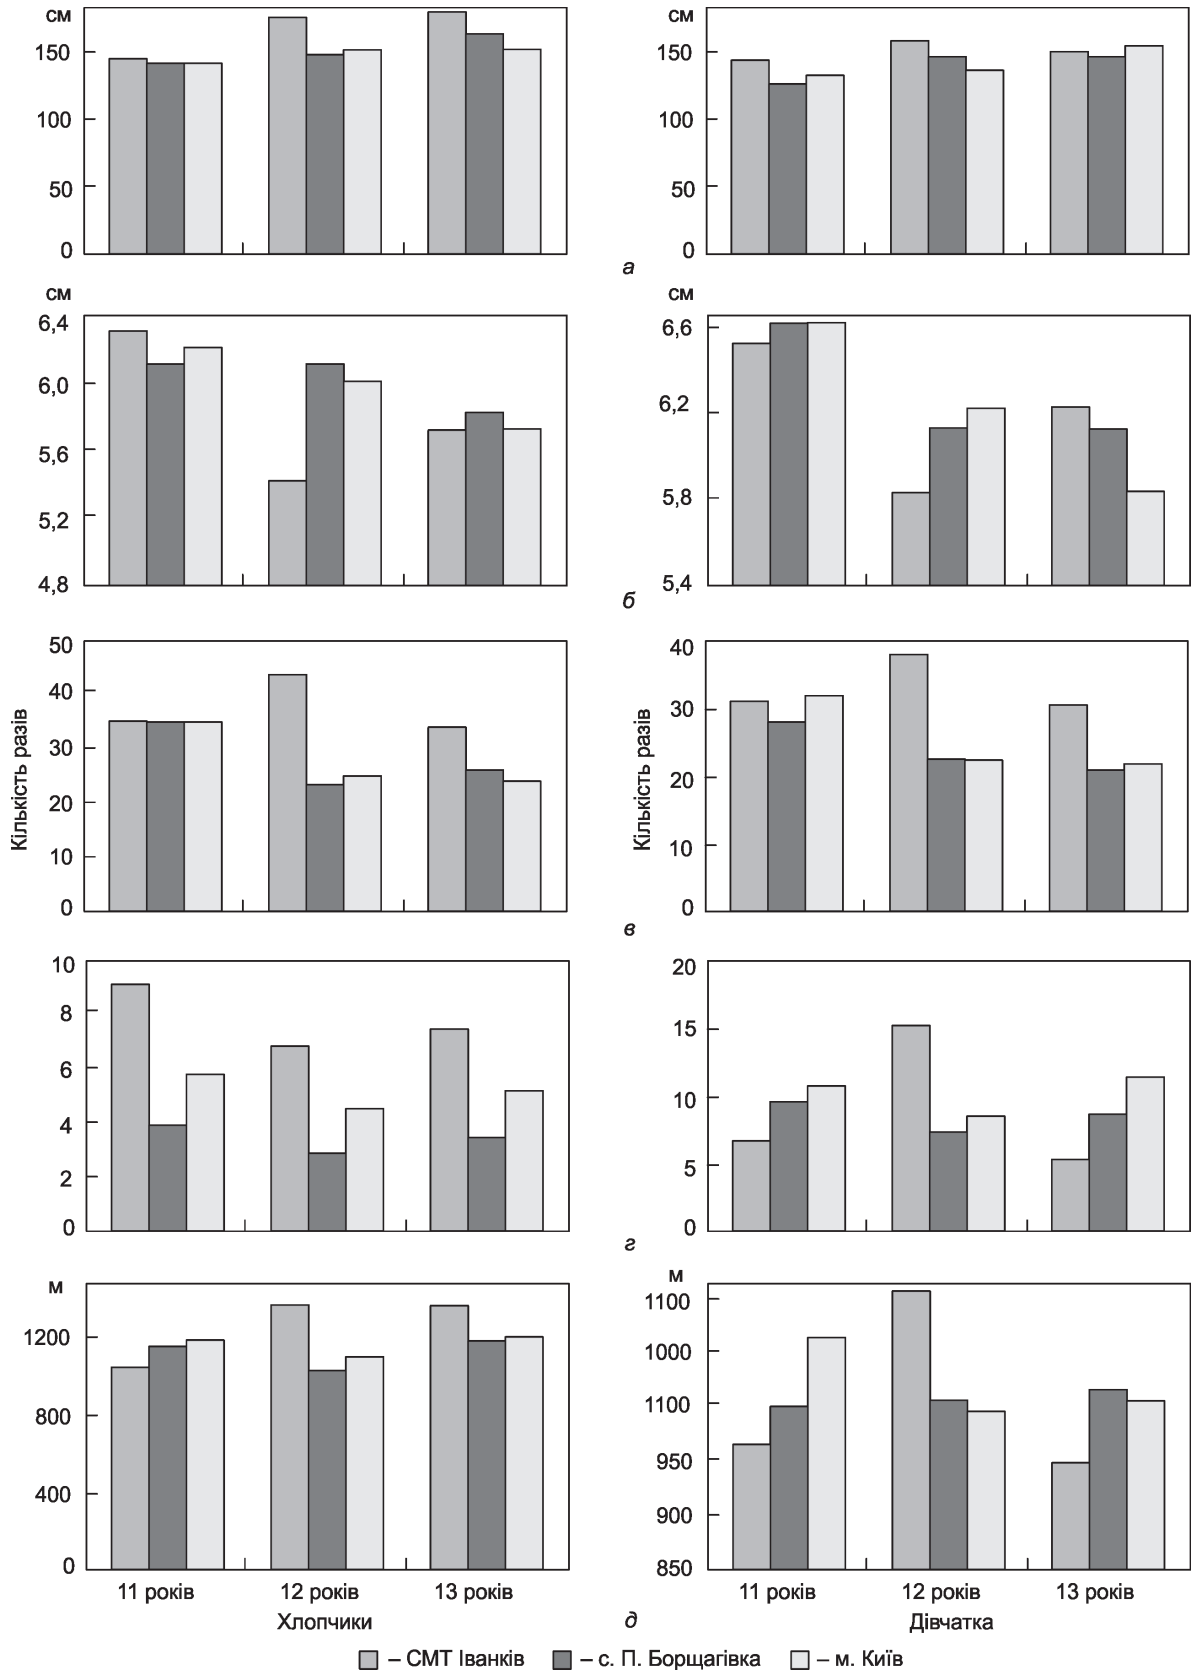 см
150
100
50
0
см
150
100
50
0
а
см
6,4
6,0
5,6
5,2
4,8
см
6,6
6,2
5,8
5,4
б
Кількість разів
50
40
30
20
10
0
Кількість разів
40
30
20
10
0
в
10
8
6
4
2
0
20
15
10
5
0
г
м
1200
800
400
0
11 років 12 років 13 років
Хлопчики
м
1100
1000
1100
950
900
850
11 років 12 років 13 років
Дівчатка
д
– СМТ Іванків – с. П. Борщагівка – м. Київ